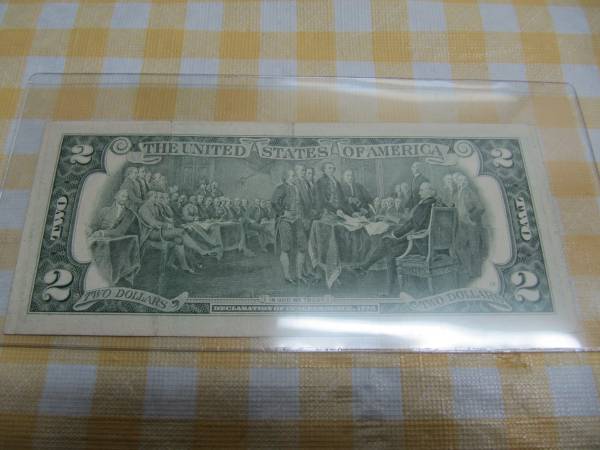 2 THE UNITED STATES OF AMERICA 2
TWO
TWO
2 TWO DOLLARS
IN GOD WE TRUST
TWO DOLLARS 2
DECLARATION OF INDEPENDENCE, 1776